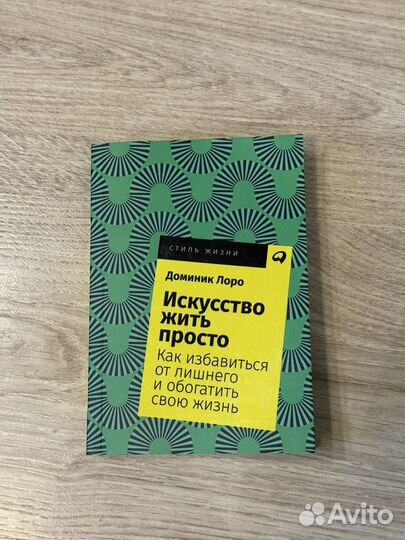 СТИЛЬ ЖИЗНИ
Доминик Лоро
Искусство
жить
просто
Как избавиться
от лишнего
и обогатить
свою жизнь
Avito